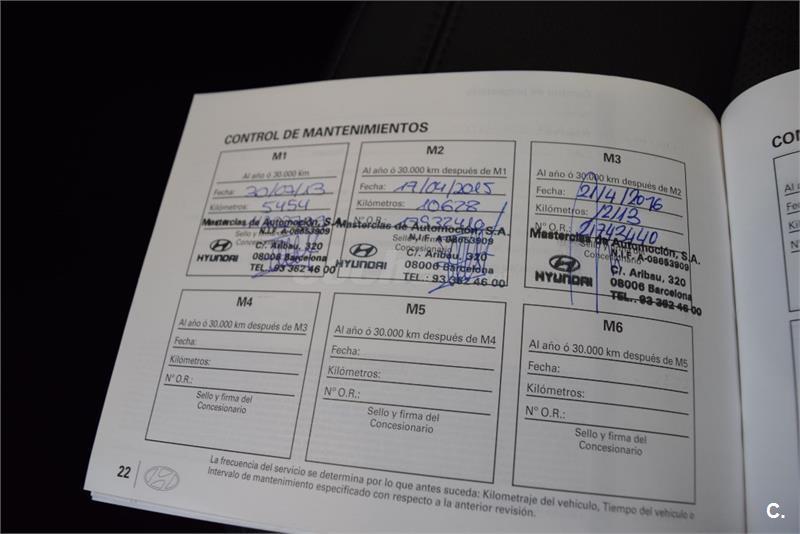 CONTROL DE MANTENIMIENTOS
M1
Al año ó 30.000 km
Fecha: 30/07/13
Kilómetros: 5454
Masterclas de Automoción, S.A.
N.I.F. A-08653909
HYUNDAI
C/. Aribau, 320
08006 Barcelona
TEL.: 93 362 46 00
M2
Al año ó 30.000 km después de M1
Fecha: 17/04/2015
Kilómetros: 10628
N° O.R.:
Masterclas de Automoción, S.A.
N.I.F. A-08653909
Concesionario
HYUNDAI
C/. Aribau, 320
08006 Barcelona
TEL.: 93 362 46 00
M3
Al año ó 30.000 km después de M2
Fecha: 21/4/2016
Kilómetros: 12113
N° O.R.: 21742440
Masterclas de Automoción, S.A.
N.I.F. A-08653909
HYUNDAI
C/. Aribau, 320
08006 Barcelona
TEL.: 93 362 46 00
M4
Al año ó 30.000 km después de M3
Fecha:
Kilómetros:
N° O.R.:
Sello y firma del
Concesionario
M5
Al año ó 30.000 km después de M4
Fecha:
Kilómetros:
N° O.R.:
Sello y firma del
Concesionario
M6
Al año ó 30.000 km después de M5
Fecha:
Kilómetros:
N° O.R.:
Sello y firma del
Concesionario
La frecuencia del servicio se determina por lo que antes suceda: Kilometraje del vehículo, Tiempo del vehículo o
Intervalo de mantenimiento especificado con respecto a la anterior revisión.
22
CON
C.